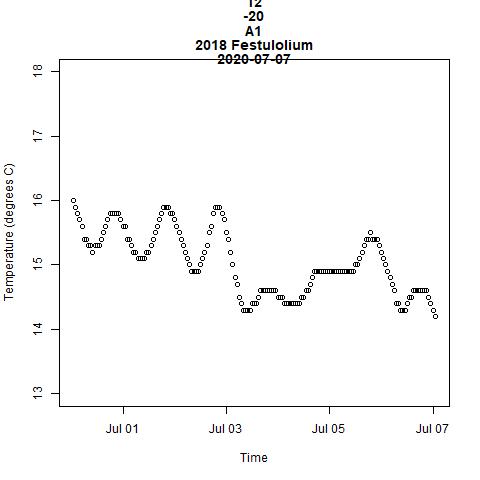 T2
-20
A1
2018 Festulolium
2020-07-07
Temperature (degrees C)
18
17
16
15
14
13
Jul 01 Jul 03 Jul 05 Jul 07
Time